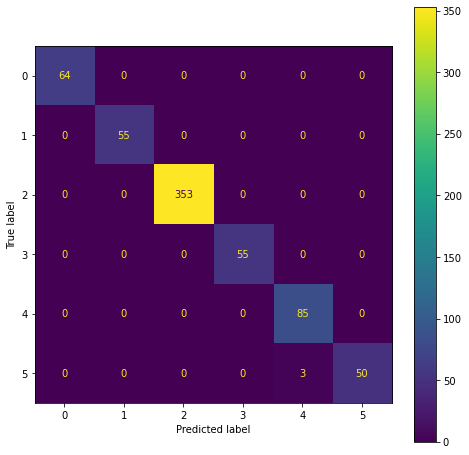 0 64 0 0 0 0 0
1 0 55 0 0 0 0
2 0 0 353 0 0 0
3 0 0 0 55 0 0
4 0 0 0 0 85 0
5 0 0 0 0 3 50
0 1 2 3 4 5
Predicted label
True label
350
300
250
200
150
100
50
0